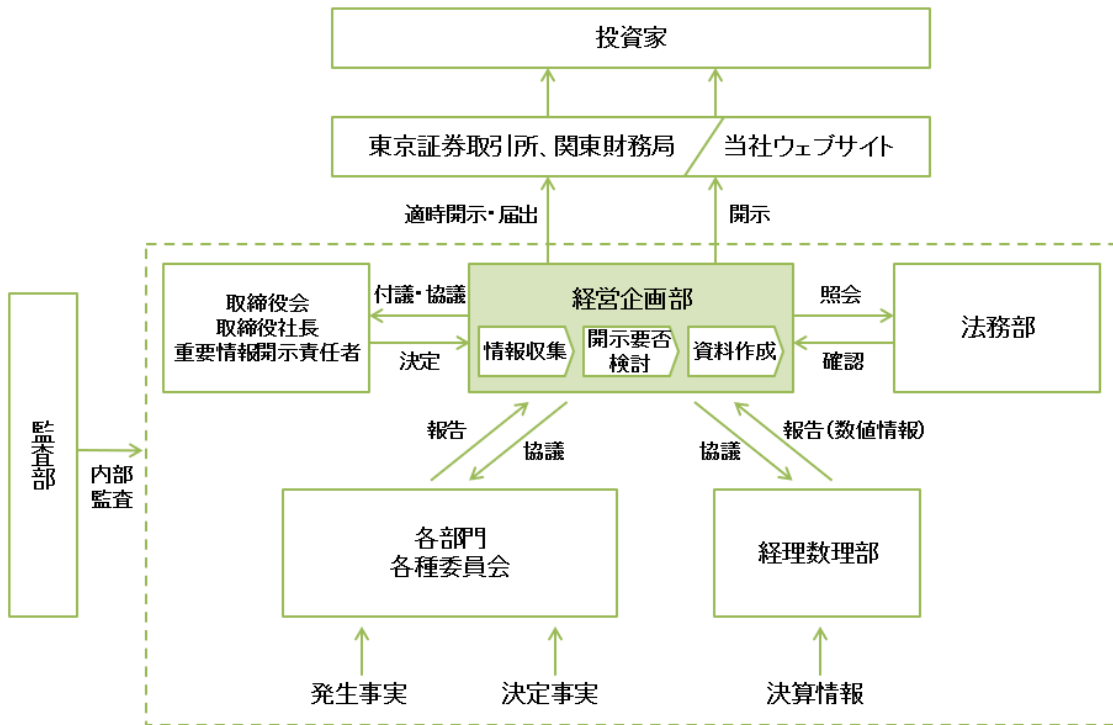 投資家
東京証券取引所、関東財務局
当社ウェブサイト
適時開示・届出
開示
取締役会
取締役社長
重要情報開示責任者
付議・協議
決定
経営企画部
情報収集
開示要否
検討
資料作成
照会
確認
法務部
監査部
内部
監査
報告
協議
協議
報告(数値情報)
各部門
各種委員会
経理数理部
発生事実
決定事実
決算情報